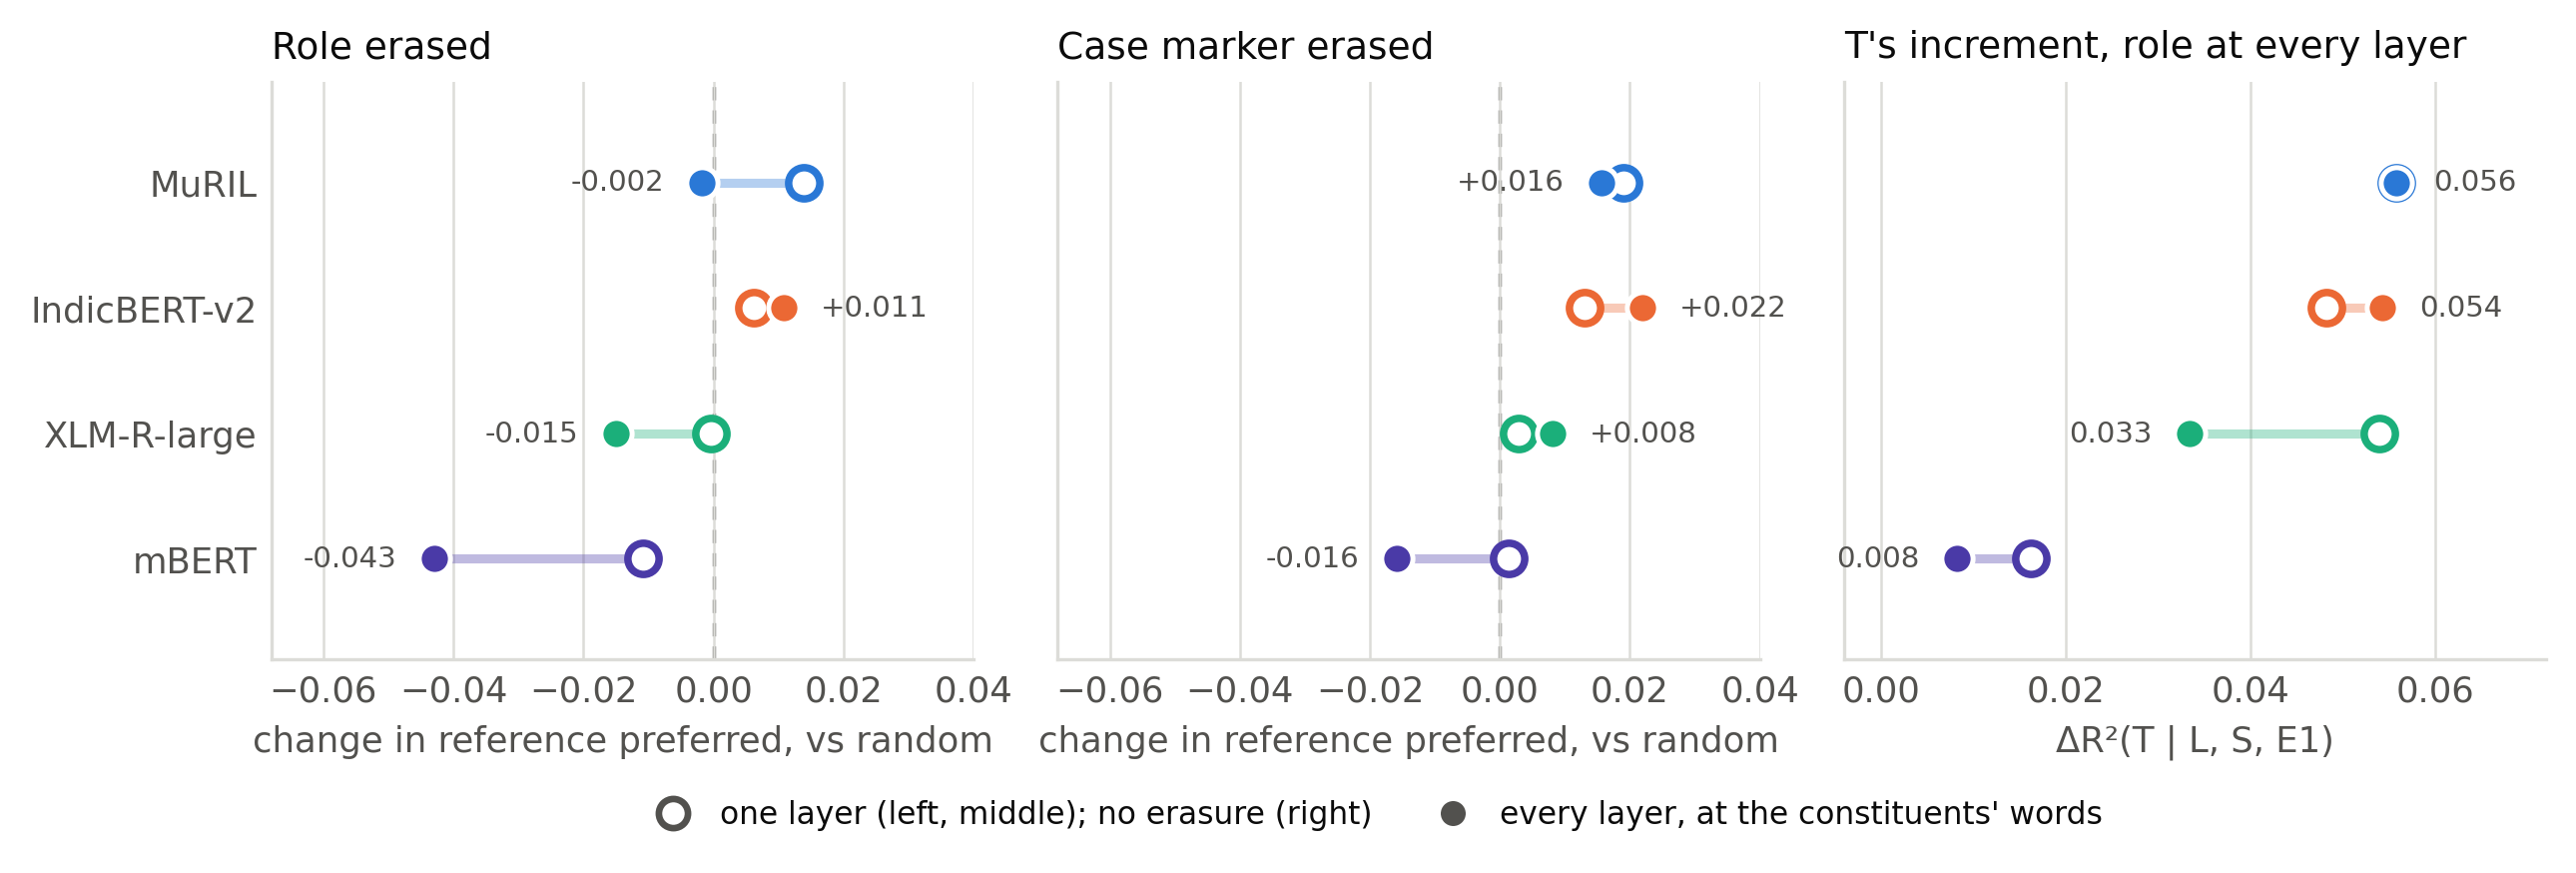 Role erased
Case marker erased
T's increment, role at every layer
MuRIL
-0.002
+0.016
0.056
IndicBERT-v2
+0.011
+0.022
0.054
XLM-R-large
-0.015
+0.008
0.033
mBERT
-0.043
-0.016
0.008
−0.06 −0.04 −0.02 0.00 0.02 0.04
−0.06 −0.04 −0.02 0.00 0.02 0.04
0.00 0.02 0.04 0.06
change in reference preferred, vs random
change in reference preferred, vs random
ΔR²(T | L, S, E1)
one layer (left, middle); no erasure (right)
every layer, at the constituents' words